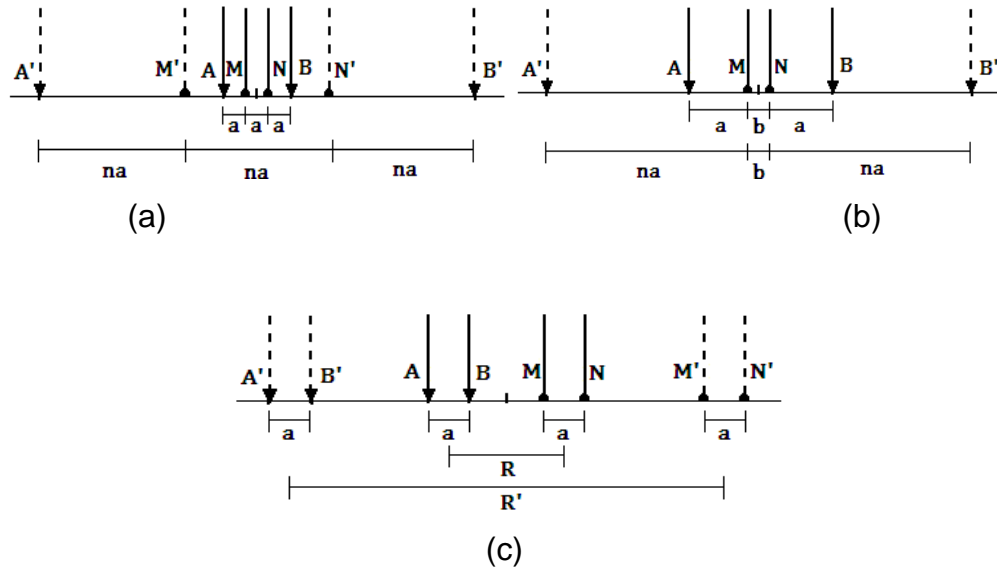 A' M' A M N B N' B'
a a a
na na na
(a)
A' A M N B B'
a b a
na b na
(b)
A' B' A B M N M' N'
a a a a
R
R'
(c)